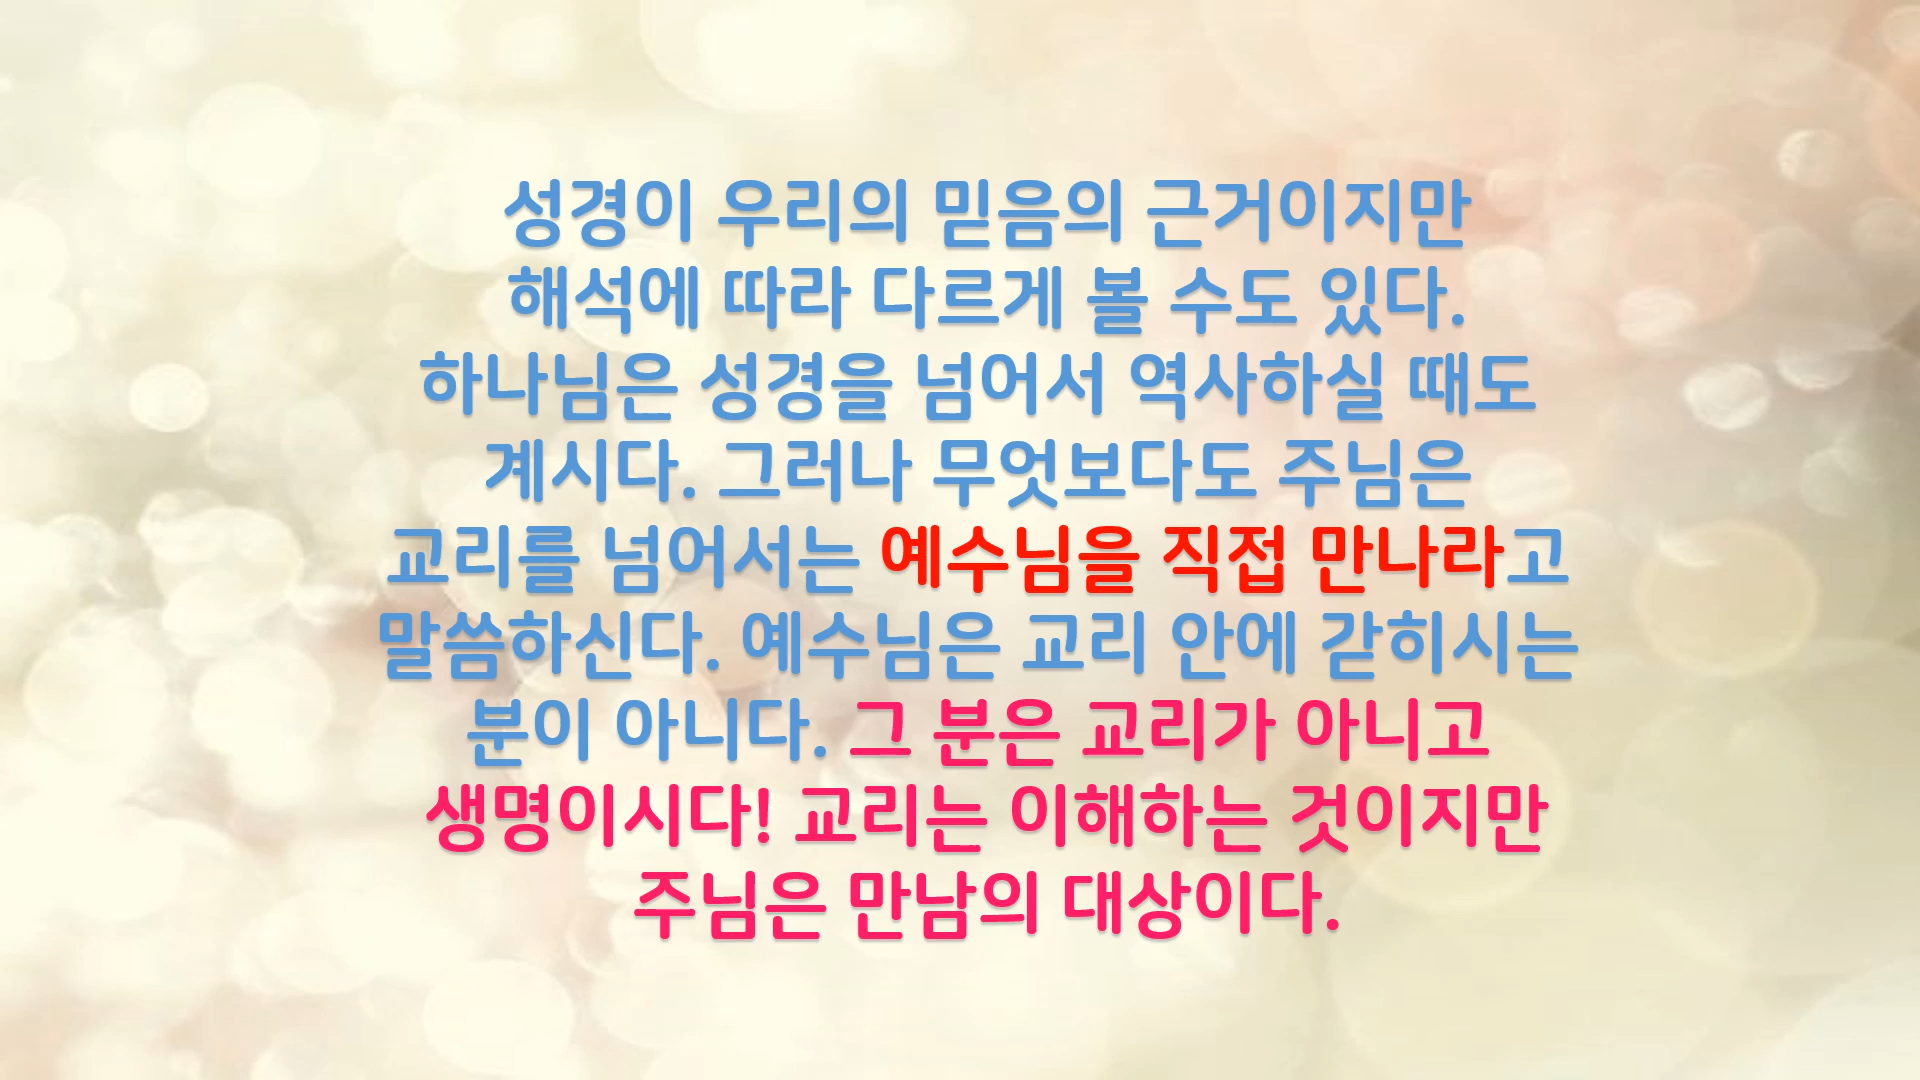 성경이 우리의 믿음의 근거이지만
해석에 따라 다르게 볼 수도 있다.
하나님은 성경을 넘어서 역사하실 때도
계시다. 그러나 무엇보다도 주님은
교리를 넘어서는 예수님을 직접 만나라고
말씀하신다. 예수님은 교리 안에 갇히시는
분이 아니다. 그 분은 교리가 아니고
생명이시다! 교리는 이해하는 것이지만
주님은 만남의 대상이다.